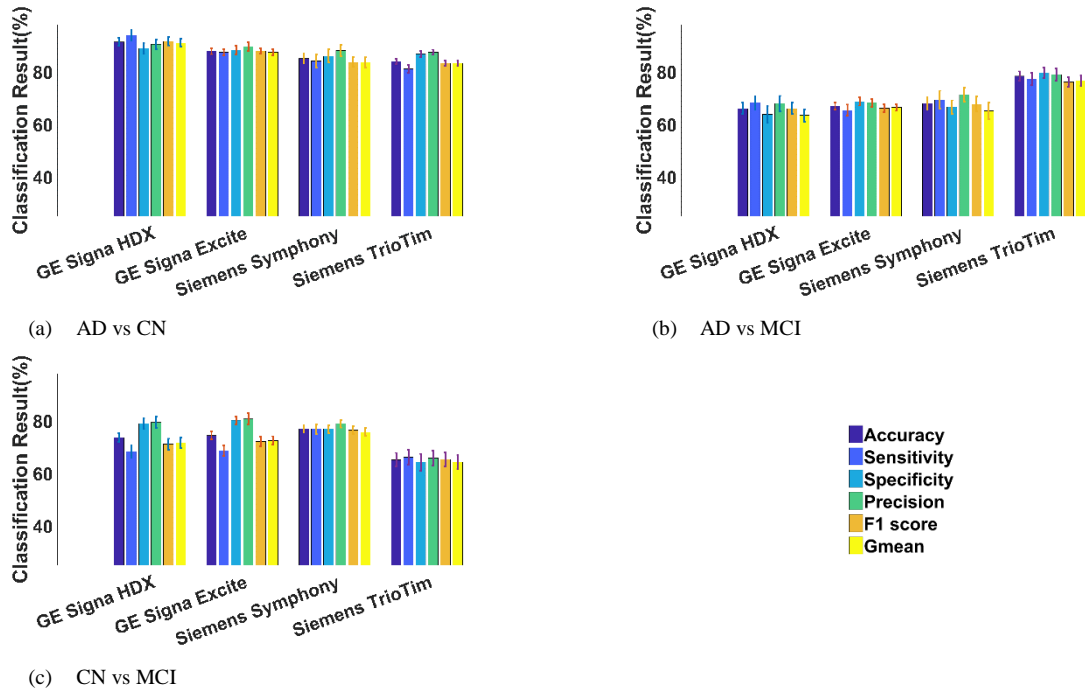 Classification Result(%)
80
60
40
GE Signa HDX
GE Signa Excite
Siemens Symphony
Siemens TrioTim
(a) AD vs CN
Classification Result(%)
80
60
40
GE Signa HDX
GE Signa Excite
Siemens Symphony
Siemens TrioTim
(b) AD vs MCI
Classification Result(%)
80
60
40
GE Signa HDX
GE Signa Excite
Siemens Symphony
Siemens TrioTim
(c) CN vs MCI
Accuracy
Sensitivity
Specificity
Precision
F1 score
Gmean